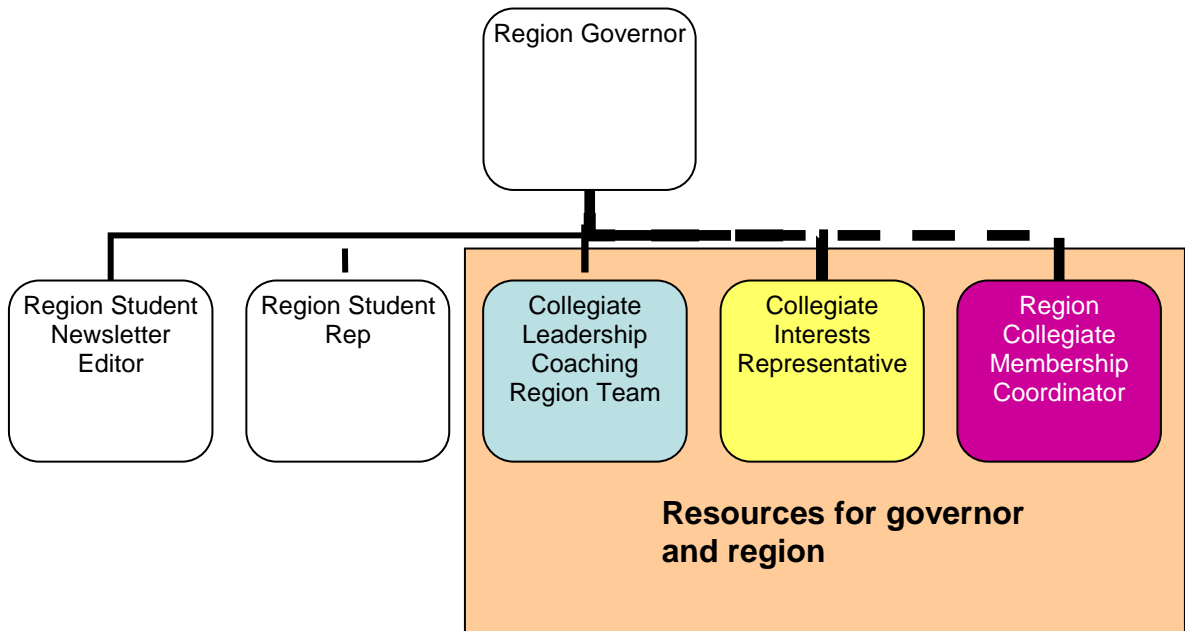 Region Governor
Region Student
Newsletter
Editor
Region Student
Rep
Collegiate
Leadership
Coaching
Region Team
Collegiate
Interests
Representative
Region
Collegiate
Membership
Coordinator
Resources for governor
and region